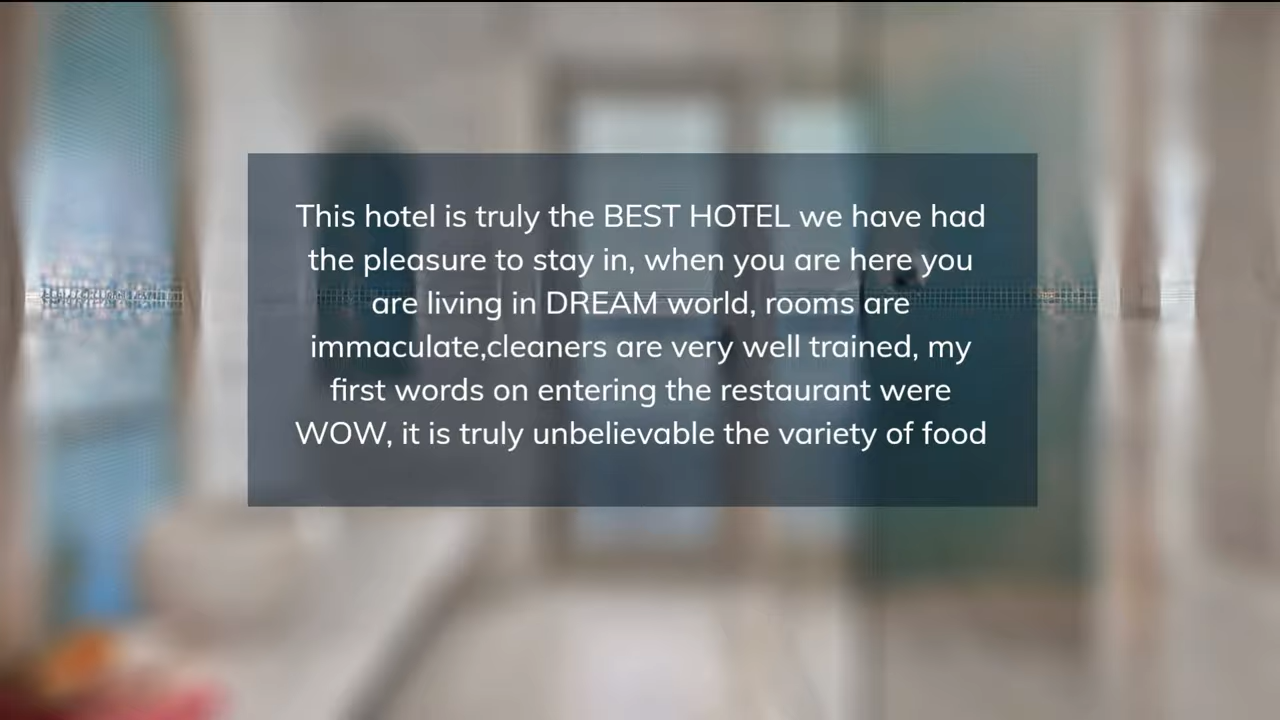 This hotel is truly the BEST HOTEL we have had
the pleasure to stay in, when you are here you
are living in DREAM world, rooms are
immaculate,cleaners are very well trained, my
first words on entering the restaurant were
WOW, it is truly unbelievable the variety of food